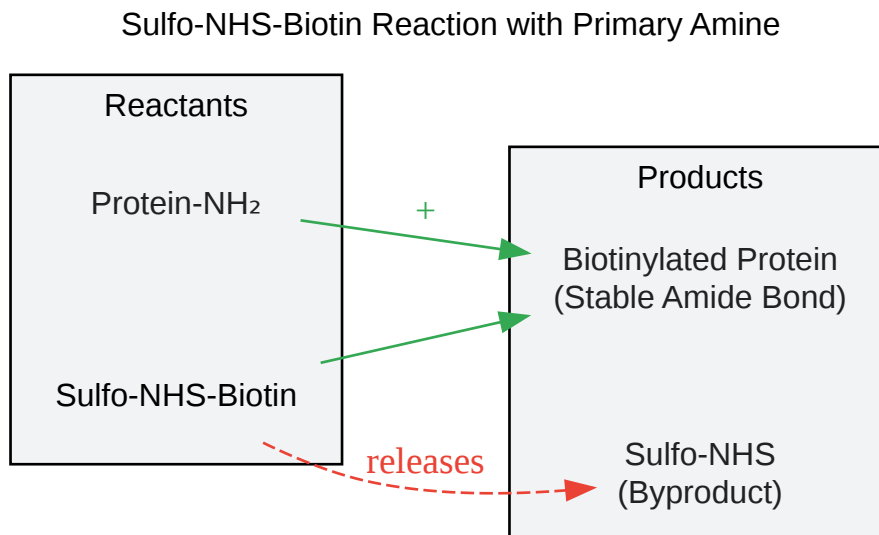 Sulfo-NHS-Biotin Reaction with Primary Amine
Reactants
Protein-NH₂
Sulfo-NHS-Biotin
+
releases
Products
Biotinylated Protein
(Stable Amide Bond)
Sulfo-NHS
(Byproduct)